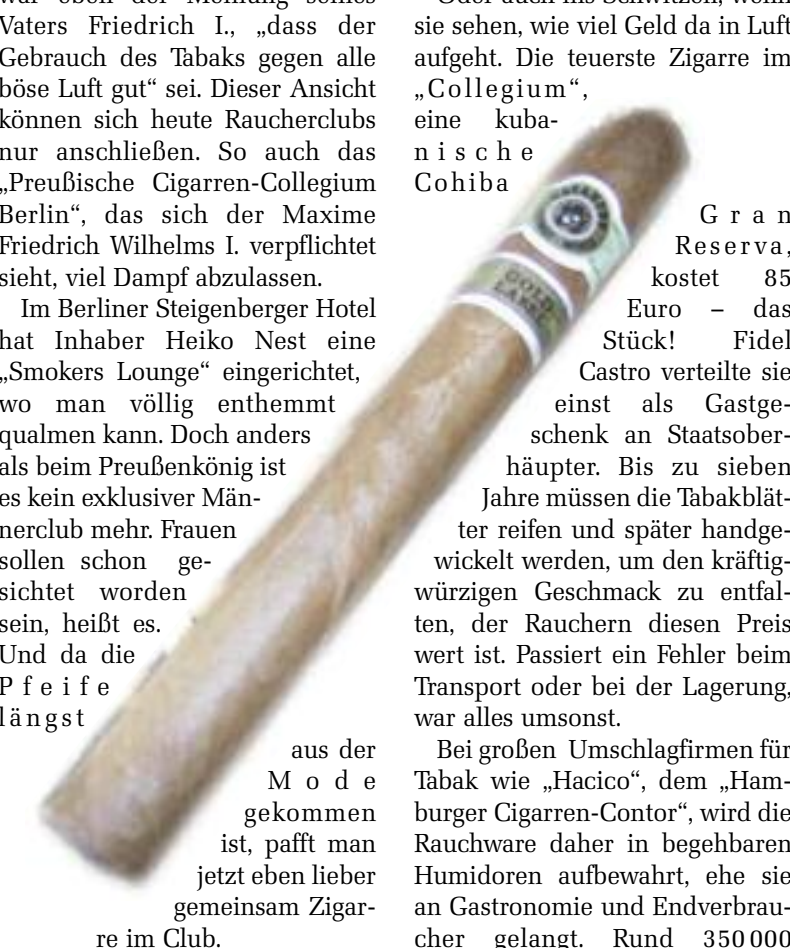 war eben der Meinung seines
Vaters Friedrich I., „dass der
Gebrauch des Tabaks gegen alle
böse Luft gut“ sei. Dieser Ansicht
können sich heute Raucherclubs
nur anschließen. So auch das
„Preußische Cigarren-Collegium
Berlin“, das sich der Maxime
Friedrich Wilhelms I. verpflichtet
sieht, viel Dampf abzulassen.
Im Berliner Steigenberger Hotel
hat Inhaber Heiko Nest eine
„Smokers Lounge“ eingerichtet,
wo man völlig enthemmt
qualmen kann. Doch anders
als beim Preußenkönig ist
es kein exklusiver Män-
nerclub mehr. Frauen
sollen schon ge-
sichtet worden
sein, heißt es.
Und da die
Pfeife
längst
aus der
Mode
gekommen
ist, pafft man
jetzt eben lieber
gemeinsam Zigar-
re im Club.
Oder auch ins Schwitzen, wenn
sie sehen, wie viel Geld da in Luft
aufgeht. Die teuerste Zigarre im
„Collegium“,
eine kuba-
nische
Cohiba
Gran
Reserva,
kostet 85
Euro – das
Stück! Fidel
Castro verteilte sie
einst als Gastge-
schenk an Staatsober-
häupter. Bis zu sieben
Jahre müssen die Tabakblät-
ter reifen und später handge-
wickelt werden, um den kräftig-
würzigen Geschmack zu entfal-
ten, der Rauchern diesen Preis
wert ist. Passiert ein Fehler beim
Transport oder bei der Lagerung,
war alles umsonst.
Bei großen Umschlagfirmen für
Tabak wie „Hacico“, dem „Ham-
burger Cigarren-Contor“, wird die
Rauchware daher in begehbaren
Humidoren aufbewahrt, ehe sie
an Gastronomie und Endverbrau-
cher gelangt. Rund 350 000
GOLD
LABEL